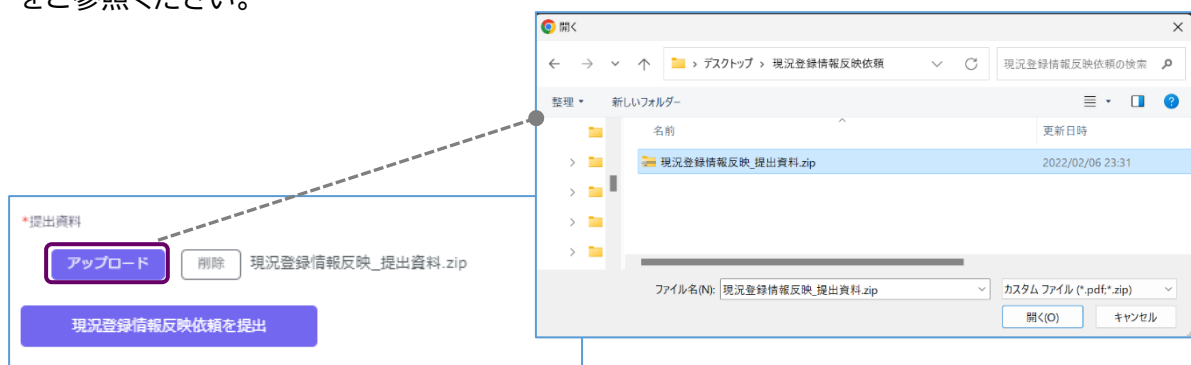 をご参照ください。
開く
デスクトップ › 現況登録情報反映依頼
現況登録情報反映依頼の検索
整理
新しいフォルダー
名前
更新日時
現況登録情報反映_提出資料.zip
2022/02/06 23:31
ファイル名(N):
現況登録情報反映_提出資料.zip
カスタム ファイル (*.pdf;*.zip)
開く(O)
キャンセル
*提出資料
アップロード
削除
現況登録情報反映_提出資料.zip
現況登録情報反映依頼を提出